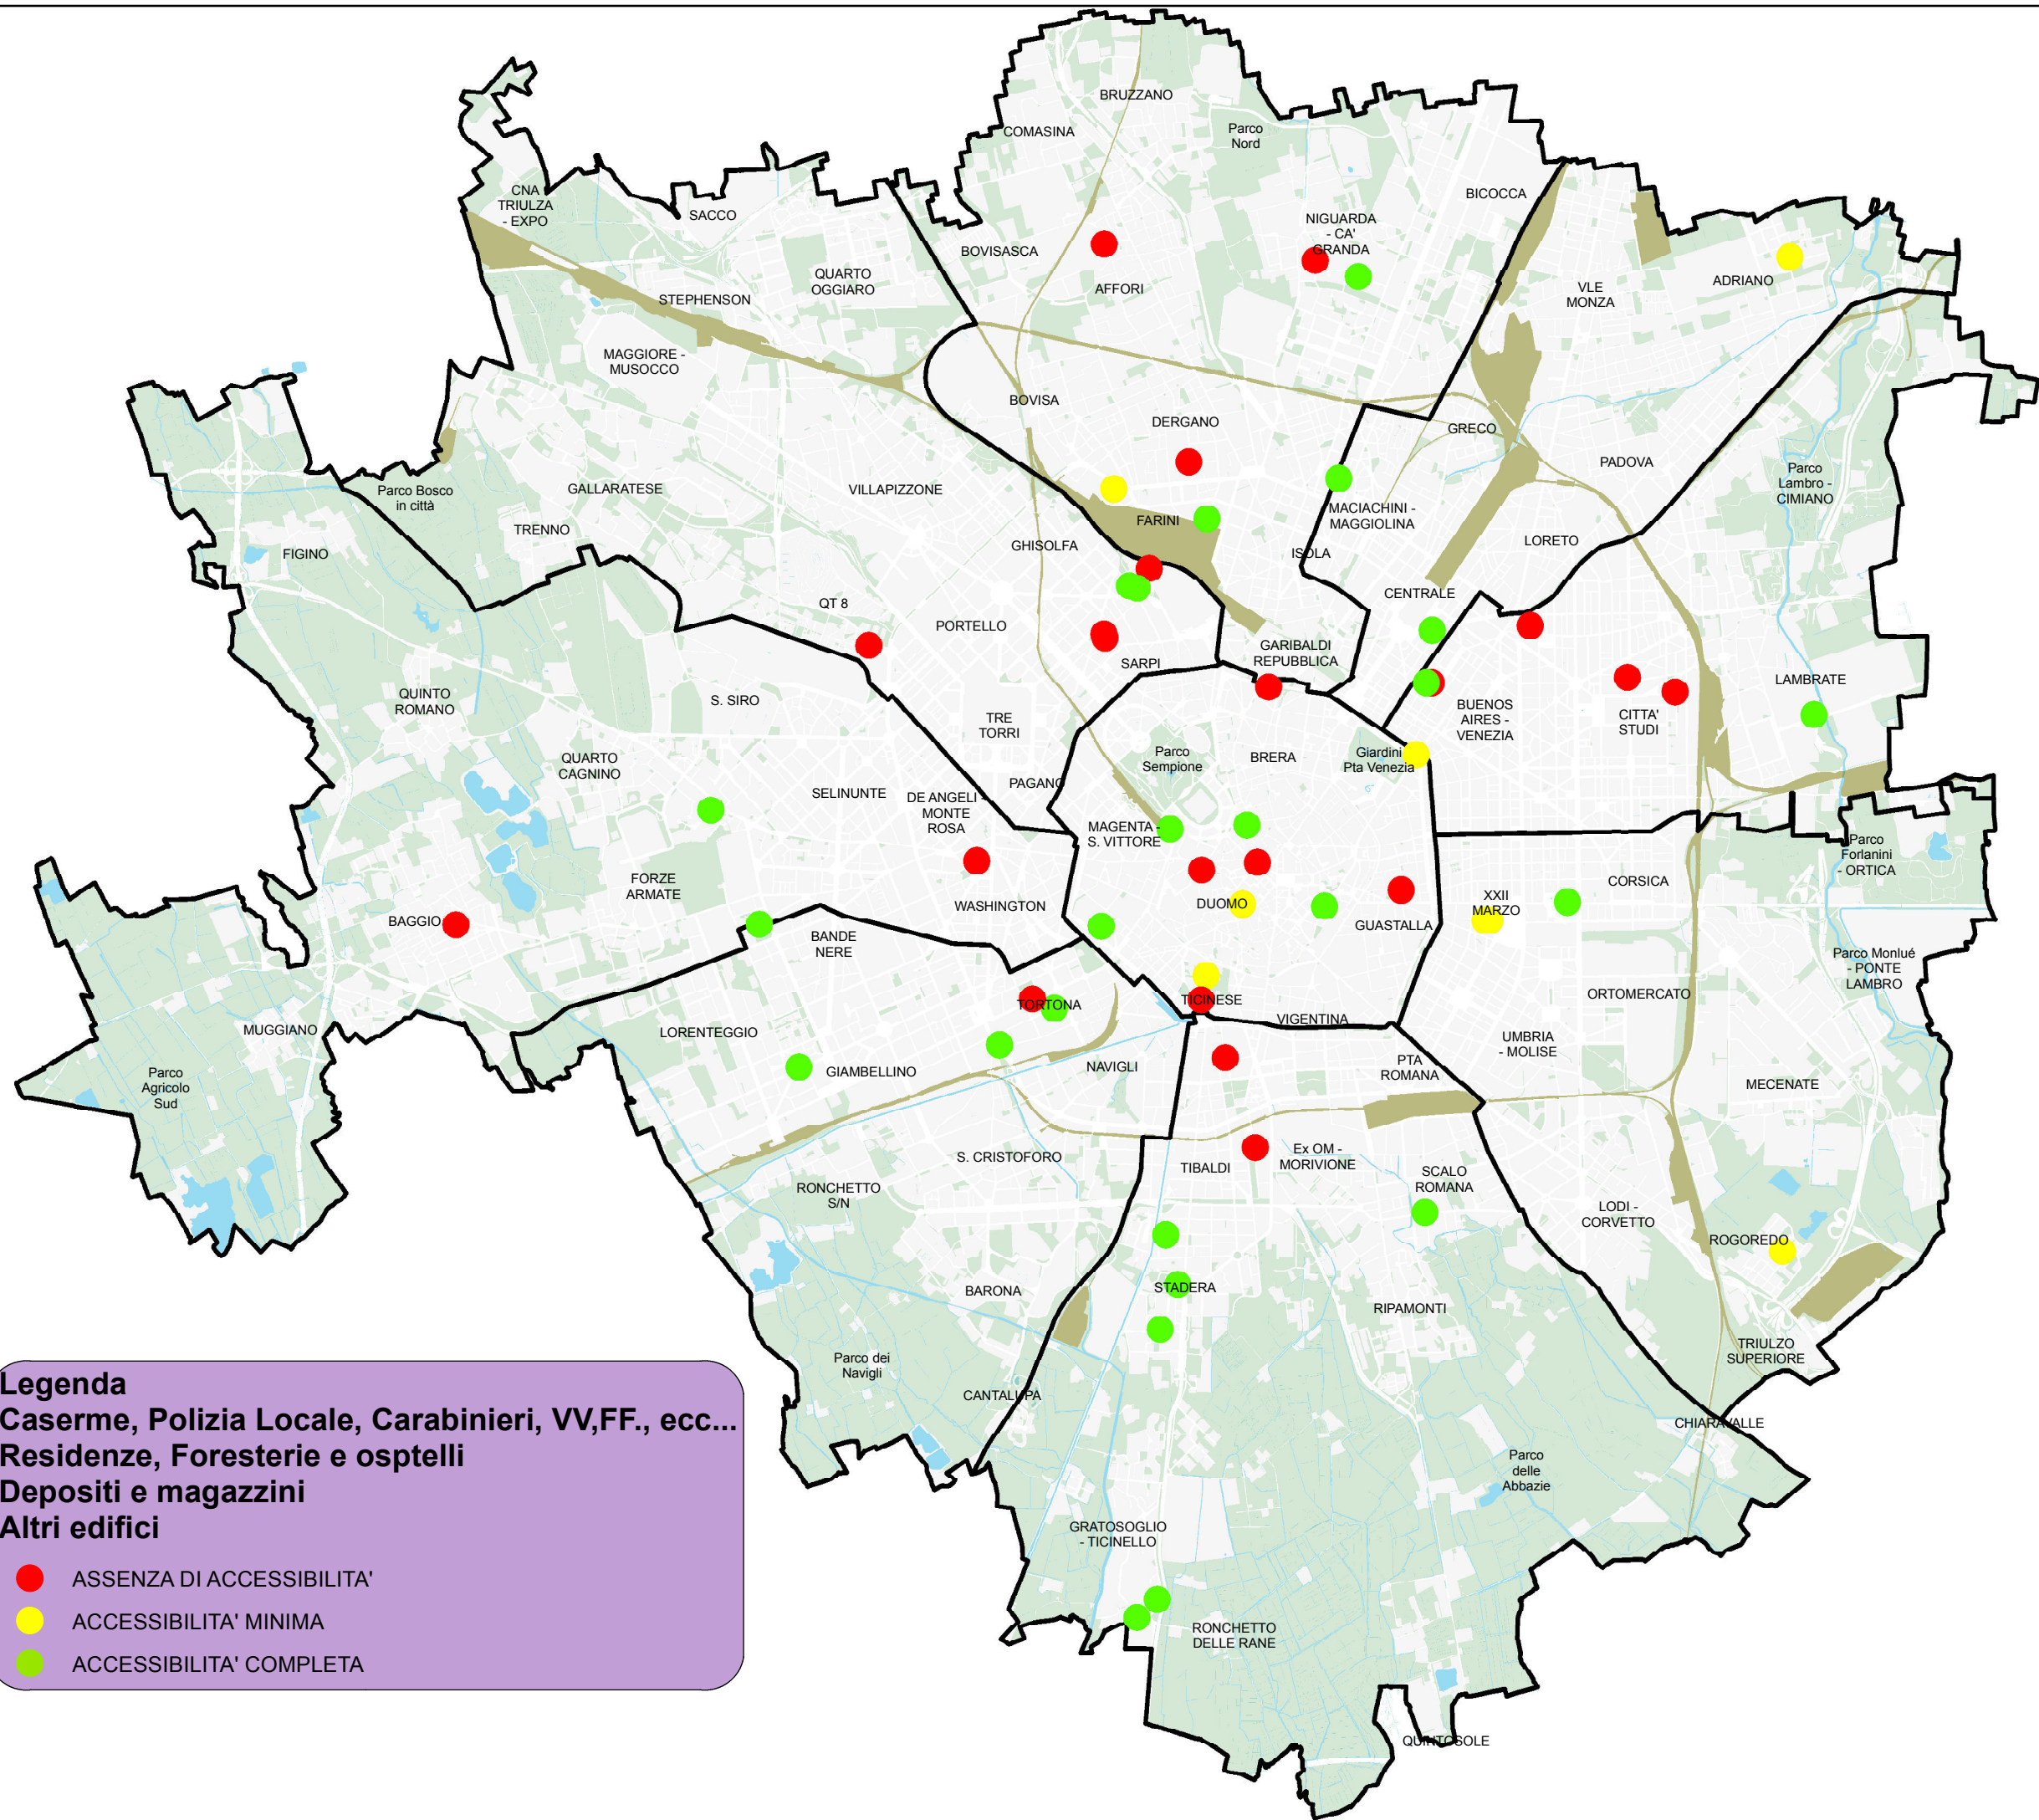 BRUZZANO
COMASINA
Parco
Nord
CNA
TRIULZA
- EXPO
SACCO
BICOCCA
NIGUARDA
- CA'
GRANDA
BOVISASCA
QUARTO
OGGIARO
AFFORI
STEPHENSON
VLE
MONZA
ADRIANO
MAGGIORE -
MUSOCCO
BOVISA
DERGANO
GRECO
PADOVA
Parco
Lambro -
CIMIANO
Parco Bosco
in città
GALLARATESE
VILLAPIZZONE
TRENNO
FARINI
MACIACHINI -
MAGGIOLINA
FIGINO
GHISOLFA
ISOLA
LORETO
QT 8
CENTRALE
PORTELLO
SARPI
GARIBALDI
REPUBBLICA
QUINTO
ROMANO
S. SIRO
TRE
TORRI
BUENOS
AIRES -
VENEZIA
CITTA'
STUDI
LAMBRATE
QUARTO
CAGNINO
Parco
Sempione
BRERA
Giardini
Pta Venezia
PAGANO
SELINUNTE
DE ANGELI -
MONTE
ROSA
MAGENTA -
S. VITTORE
Parco
Forlanini
- ORTICA
FORZE
ARMATE
CORSICA
WASHINGTON
DUOMO
XXII
MARZO
GUASTALLA
BAGGIO
BANDE
NERE
Parco Monlué
- PONTE
LAMBRO
ORTOMERCATO
TORTONA
TICINESE
VIGENTINA
MUGGIANO
LORENTEGGIO
UMBRIA
- MOLISE
Parco
Agricolo
Sud
GIAMBELLINO
NAVIGLI
PTA
ROMANA
MECENATE
S. CRISTOFORO
TIBALDI
Ex OM -
MORIVIONE
SCALO
ROMANA
RONCHETTO
S/N
LODI -
CORVETTO
ROGOREDO
BARONA
STADERA
RIPAMONTI
TRIULZO
SUPERIORE
Parco dei
Navigli
CANTALUPA
CHIARAVALLE
Parco
delle
Abbazie
GRATOSOGLIO
- TICINELLO
RONCHETTO
DELLE RANE
QUINTOSOLE
Legenda
Caserme, Polizia Locale, Carabinieri, VV,FF., ecc...
Residenze, Foresterie e osptelli
Depositi e magazzini
Altri edifici
ASSENZA DI ACCESSIBILITA'
ACCESSIBILITA' MINIMA
ACCESSIBILITA' COMPLETA